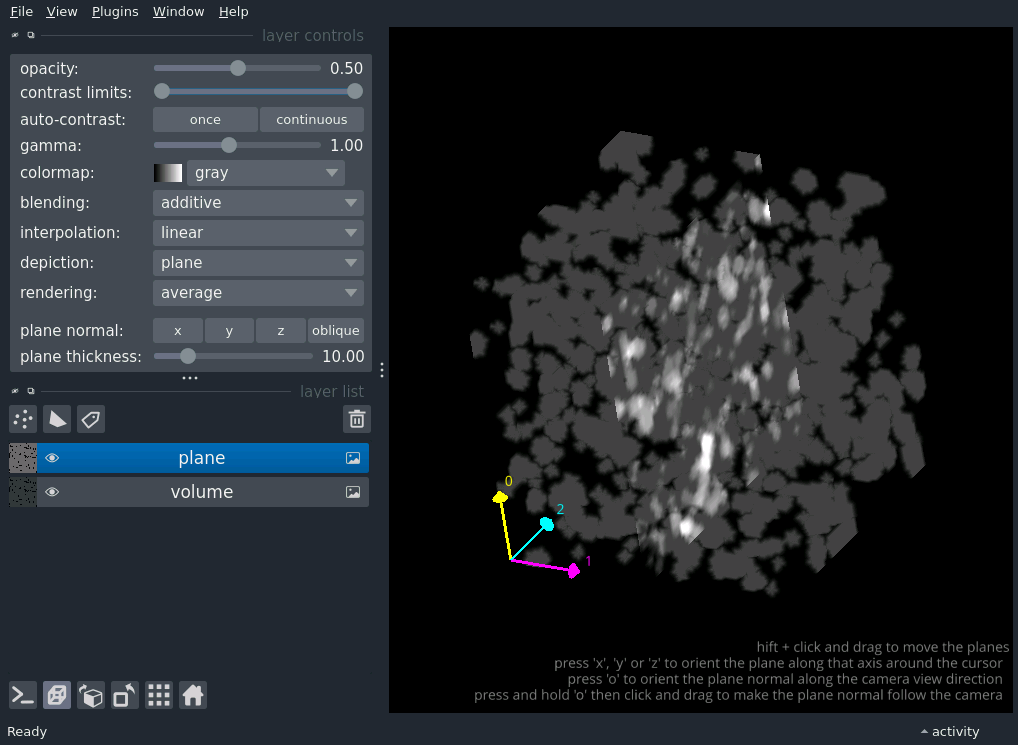 File View Plugins Window Help
layer controls
opacity: 0.50
contrast limits:
auto-contrast: once continuous
gamma: 1.00
colormap: gray
blending: additive
interpolation: linear
depiction: plane
rendering: average
plane normal: x y z oblique
plane thickness: 10.00
layer list
plane
volume
0
2
1
hift + click and drag to move the planes
press 'x', 'y' or 'z' to orient the plane along that axis around the cursor
press 'o' to orient the plane normal along the camera view direction
press and hold 'o' then click and drag to make the plane normal follow the camera
Ready activity